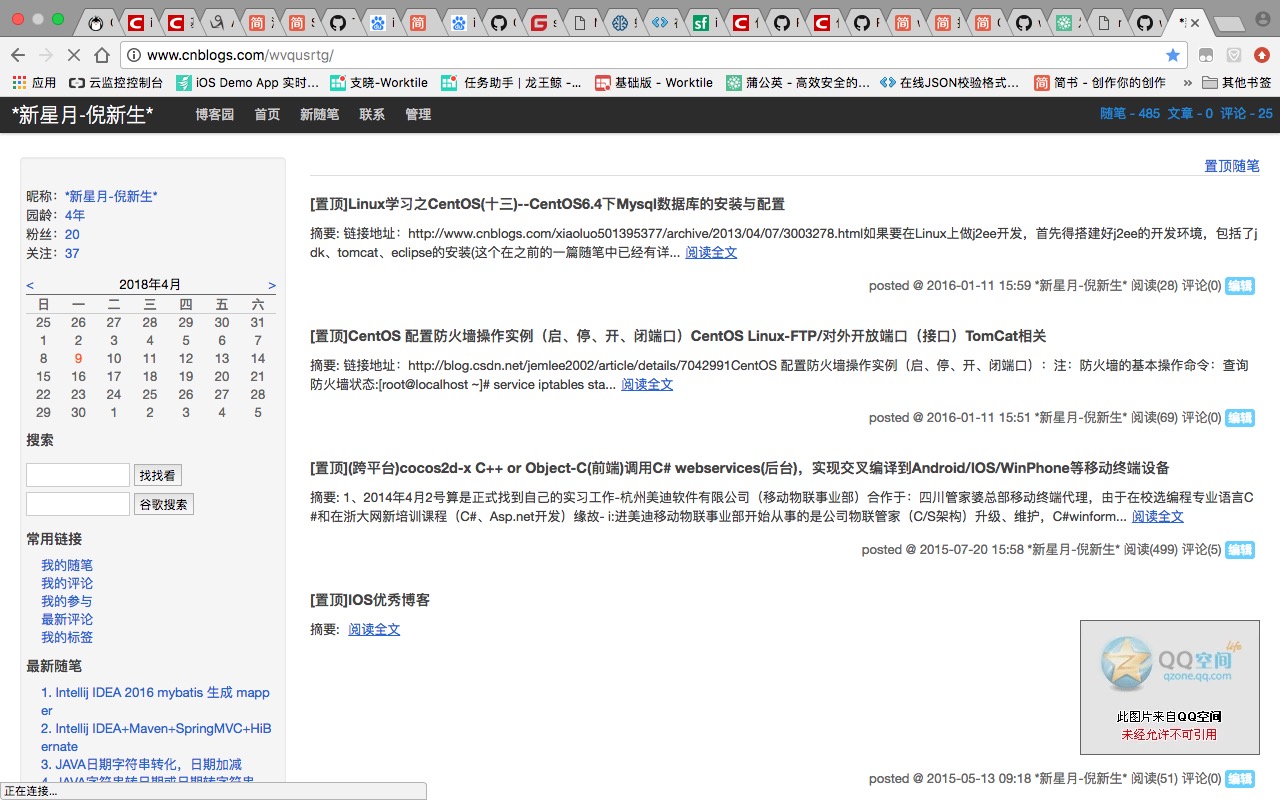 www.cnblogs.com/wvqusrtg/
应用 云监控控制台 iOS Demo App 实时... 支晓-Worktile 任务助手 | 龙王鲸 -... 基础版 - Worktile 蒲公英 - 高效安全的... 在线JSON校验格式... 简书 - 创作你的创作 » 其他书签
*新星月-倪新生* 博客园 首页 新随笔 联系 管理 随笔 - 485 文章 - 0 评论 - 25
昵称：*新星月-倪新生*
园龄：4年
粉丝：20
关注：37
< 2018年4月 >
日 一 二 三 四 五 六
25 26 27 28 29 30 31
1 2 3 4 5 6 7
8 9 10 11 12 13 14
15 16 17 18 19 20 21
22 23 24 25 26 27 28
29 30 1 2 3 4 5
搜索
找找看
谷歌搜索
常用链接
我的随笔
我的评论
我的参与
最新评论
我的标签
最新随笔
1. Intellij IDEA 2016 mybatis 生成 mapp
er
2. Intellij IDEA+Maven+SpringMVC+HiB
ernate
3. JAVA日期字符串转化，日期加减
4. JAVA字符串转日期或日期转字符串
置顶随笔
[置顶]Linux学习之CentOS(十三)--CentOS6.4下Mysql数据库的安装与配置
摘要: 链接地址：http://www.cnblogs.com/xiaoluo501395377/archive/2013/04/07/3003278.html如果要在Linux上做j2ee开发，首先得搭建好j2ee的开发环境，包括了j
dk、tomcat、eclipse的安装(这个在之前的一篇随笔中已经有详... 阅读全文
posted @ 2016-01-11 15:59 *新星月-倪新生* 阅读(28) 评论(0) 编辑
[置顶]CentOS 配置防火墙操作实例（启、停、开、闭端口）CentOS Linux-FTP/对外开放端口（接口）TomCat相关
摘要: 链接地址：http://blog.csdn.net/jemlee2002/article/details/7042991CentOS 配置防火墙操作实例（启、停、开、闭端口）：注：防火墙的基本操作命令：查询
防火墙状态:[root@localhost ~]# service iptables sta... 阅读全文
posted @ 2016-01-11 15:51 *新星月-倪新生* 阅读(69) 评论(0) 编辑
[置顶](跨平台)cocos2d-x C++ or Object-C(前端)调用C# webservices(后台)，实现交叉编译到Android/IOS/WinPhone等移动终端设备
摘要: 1、2014年4月2号算是正式找到自己的实习工作-杭州美迪软件有限公司（移动物联事业部）合作于：四川管家婆总部移动终端代理，由于在校选编程专业语言C
#和在浙大网新培训课程（C#、Asp.net开发）缘故- i:进美迪移动物联事业部开始从事的是公司物联管家（C/S架构）升级、维护，C#winform... 阅读全文
posted @ 2015-07-20 15:58 *新星月-倪新生* 阅读(499) 评论(5) 编辑
[置顶]IOS优秀博客
摘要: 阅读全文
QQ空间 life
qzone.qq.com
此图片来自QQ空间
未经允许不可引用
posted @ 2015-05-13 09:18 *新星月-倪新生* 阅读(51) 评论(0) 编辑
正在连接...